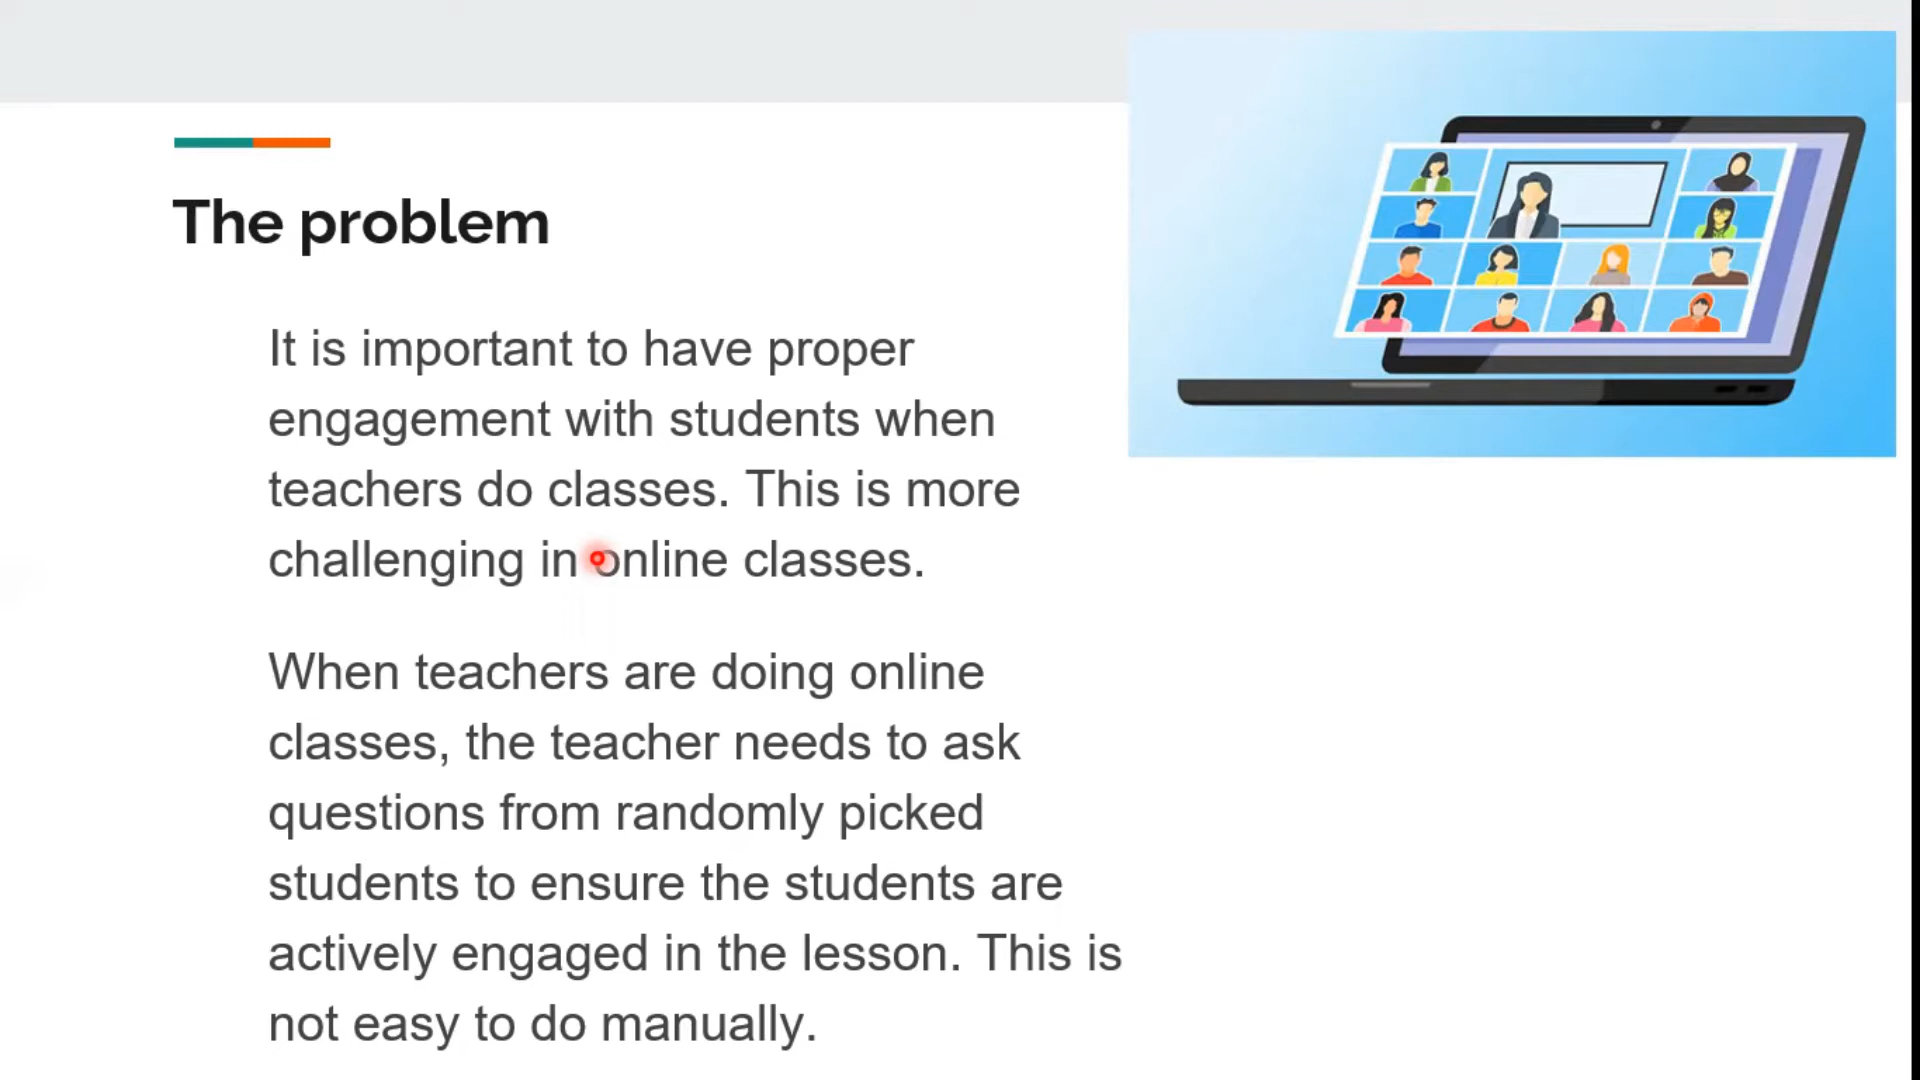 The problem
It is important to have proper
engagement with students when
teachers do classes. This is more
challenging in online classes.
When teachers are doing online
classes, the teacher needs to ask
questions from randomly picked
students to ensure the students are
actively engaged in the lesson. This is
not easy to do manually.